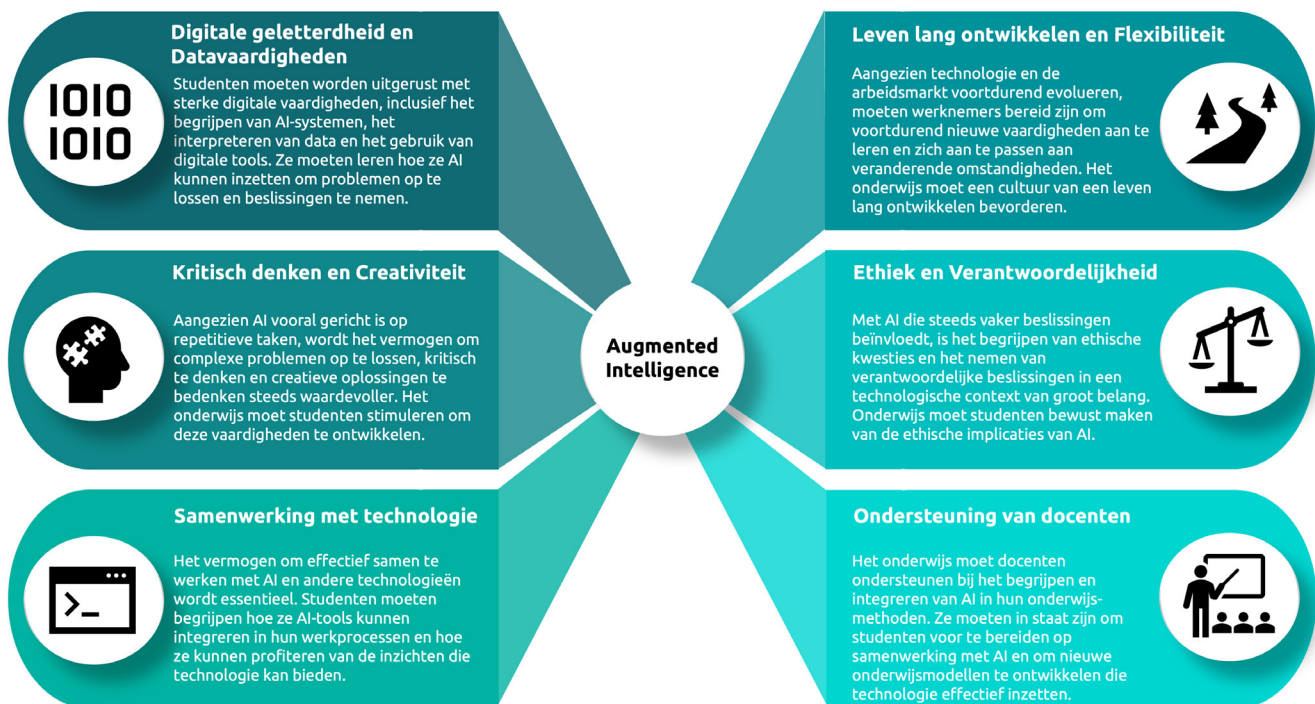 Digitale geletterdheid en
Datavaardigheden
Studenten moeten worden uitgerust met
sterke digitale vaardigheden, inclusief het
begrijpen van AI-systemen, het
interpreteren van data en het gebruik van
digitale tools. Ze moeten leren hoe ze AI
kunnen inzetten om problemen op te
lossen en beslissingen te nemen.
IOIO
IOIO
Kritisch denken en Creativiteit
Aangezien AI vooral gericht is op
repetitieve taken, wordt het vermogen om
complexe problemen op te lossen, kritisch
te denken en creatieve oplossingen te
bedenken steeds waardevoller. Het
onderwijs moet studenten stimuleren om
deze vaardigheden te ontwikkelen.
Samenwerking met technologie
Het vermogen om effectief samen te
werken met AI en andere technologieën
wordt essentieel. Studenten moeten
begrijpen hoe ze AI-tools kunnen
integreren in hun werkprocessen en hoe
ze kunnen profiteren van de inzichten die
technologie kan bieden.
>_
Augmented
Intelligence
Leven lang ontwikkelen en Flexibiliteit
Aangezien technologie en de
arbeidsmarkt voortdurend evolueren,
moeten werknemers bereid zijn om
voortdurend nieuwe vaardigheden aan te
leren en zich aan te passen aan
veranderende omstandigheden. Het
onderwijs moet een cultuur van een leven
lang ontwikkelen bevorderen.
Ethiek en Verantwoordelijkheid
Met AI die steeds vaker beslissingen
beïnvloedt, is het begrijpen van ethische
kwesties en het nemen van
verantwoordelijke beslissingen in een
technologische context van groot belang.
Onderwijs moet studenten bewust maken
van de ethische implicaties van AI.
Ondersteuning van docenten
Het onderwijs moet docenten
ondersteunen bij het begrijpen en
integreren van AI in hun onderwijs-
methoden. Ze moeten in staat zijn om
studenten voor te bereiden op
samenwerking met AI en om nieuwe
onderwijsmodellen te ontwikkelen die
technologie effectief inzetten.